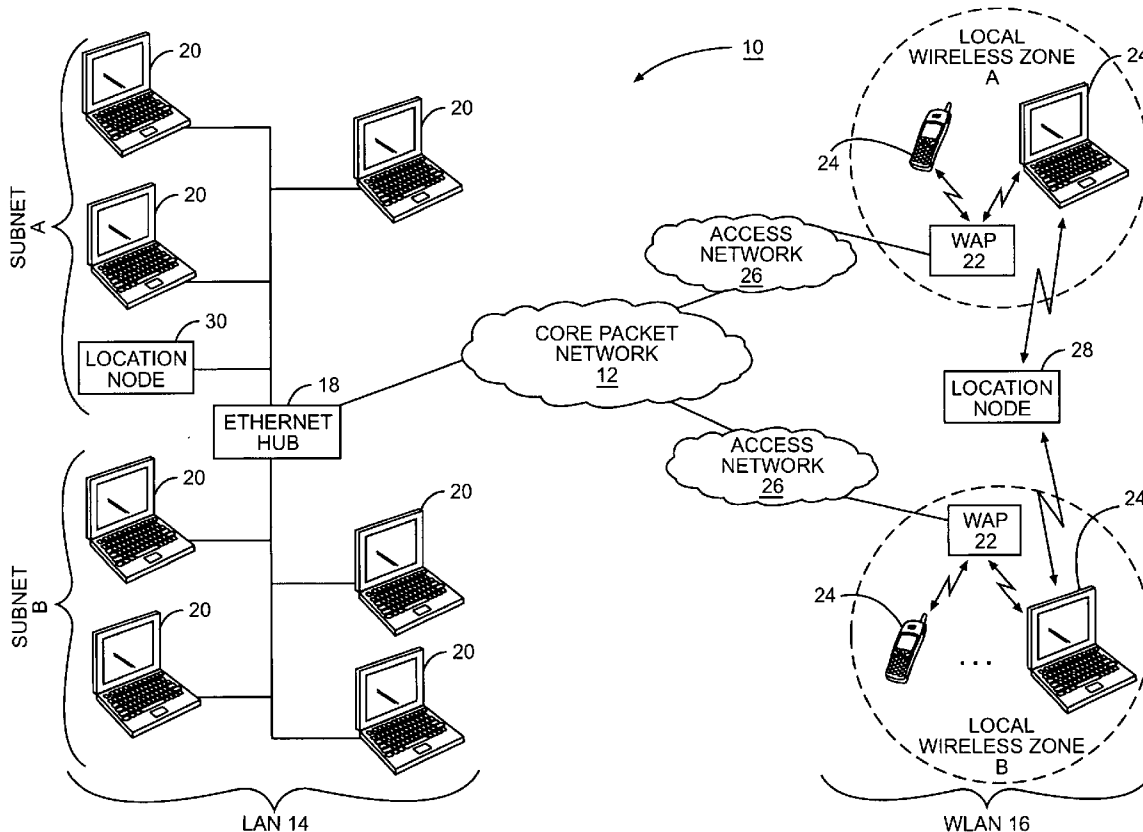 20
20
SUBNET
A
20
30
LOCATION
NODE
18
ETHERNET
HUB
20
SUBNET
B
20
20
20
LAN 14
10
CORE PACKET
NETWORK
12
ACCESS
NETWORK
26
ACCESS
NETWORK
26
LOCAL
WIRELESS ZONE
A
24
24
WAP
22
28
LOCATION
NODE
WAP
22
24
24
. . .
LOCAL
WIRELESS ZONE
B
WLAN 16